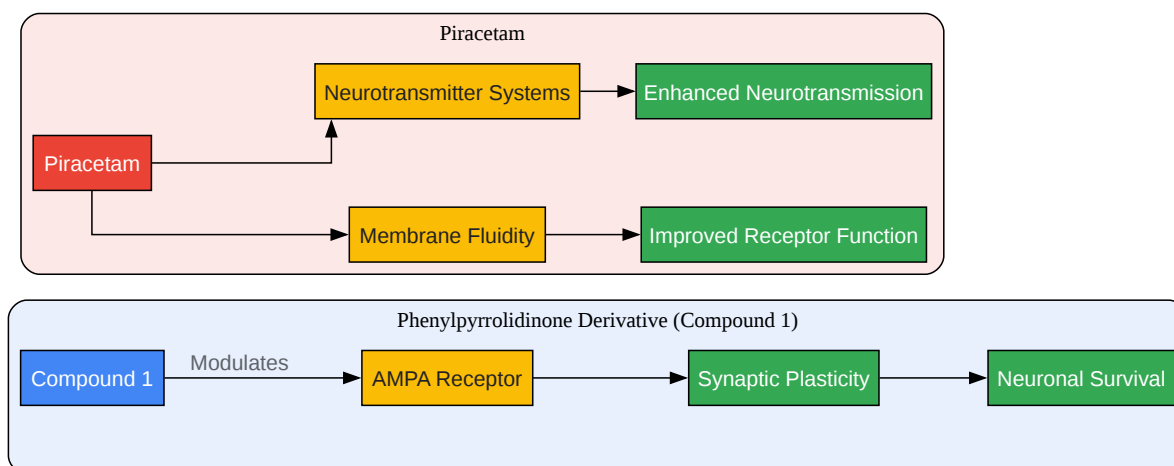 Piracetam
Neurotransmitter Systems
Enhanced Neurotransmission
Piracetam
Membrane Fluidity
Improved Receptor Function
Phenylpyrrolidinone Derivative (Compound 1)
Compound 1
Modulates
AMPA Receptor
Synaptic Plasticity
Neuronal Survival